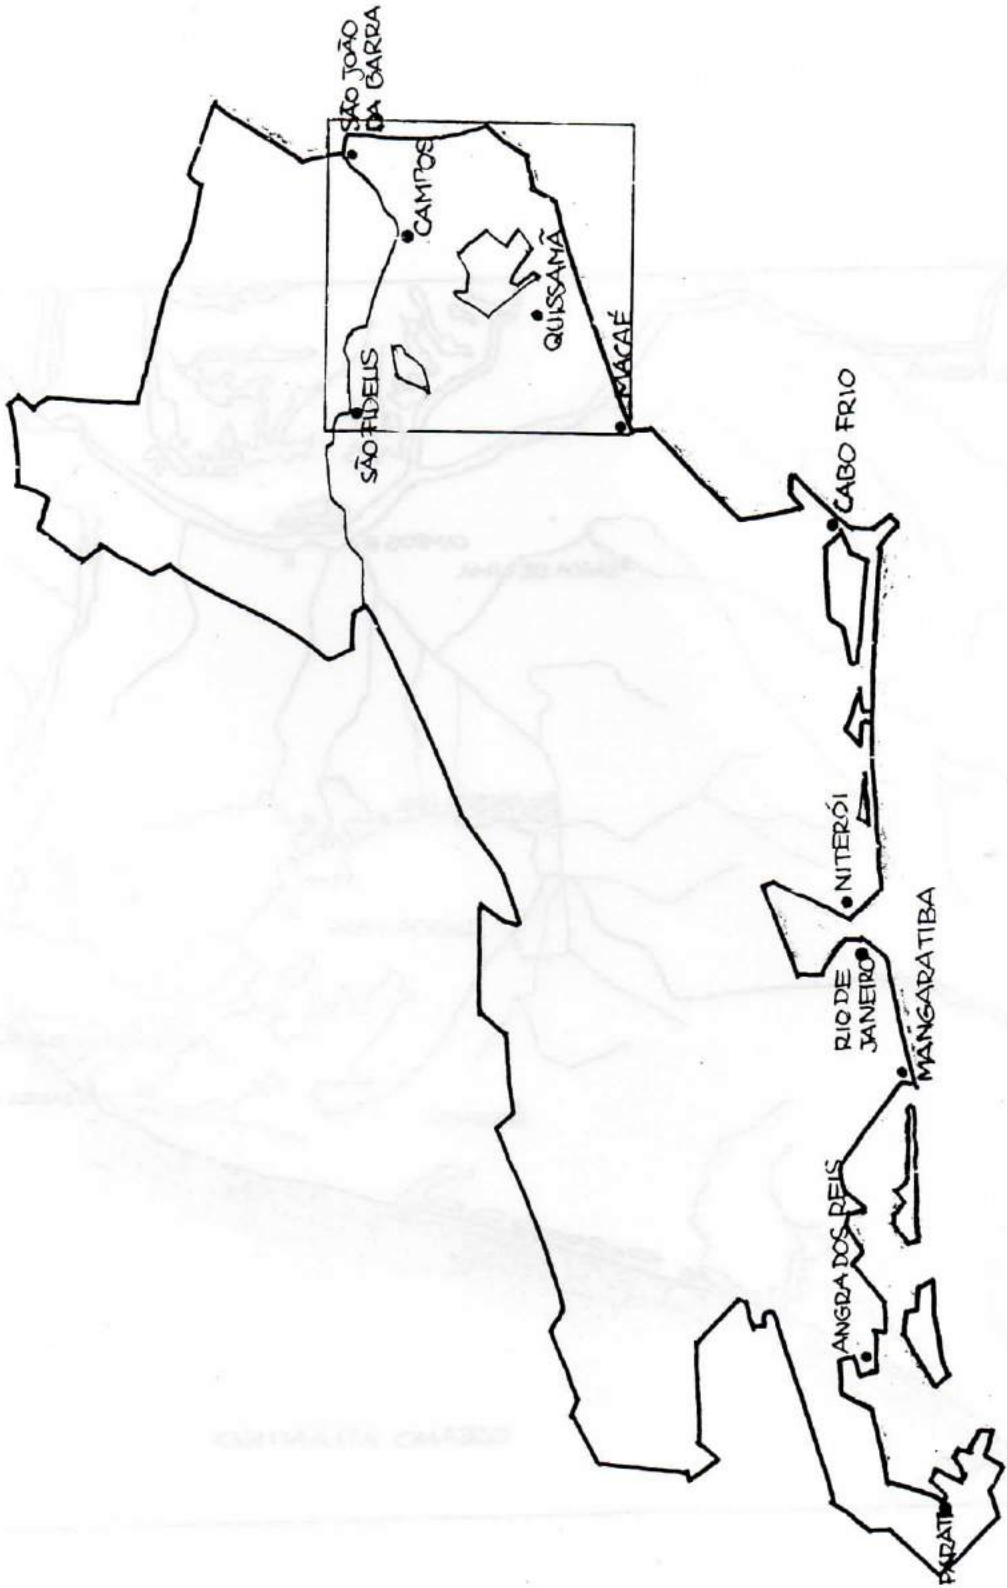 SÃO JOÃO
DA BARRA
CAMPOS
SÃO FIDELIS
QUISSAMÃ
MACAÉ
CABO FRIO
NITERÓI
RIO DE
JANEIRO
MANGARATIBA
ANGRA DOS REIS
PARATI